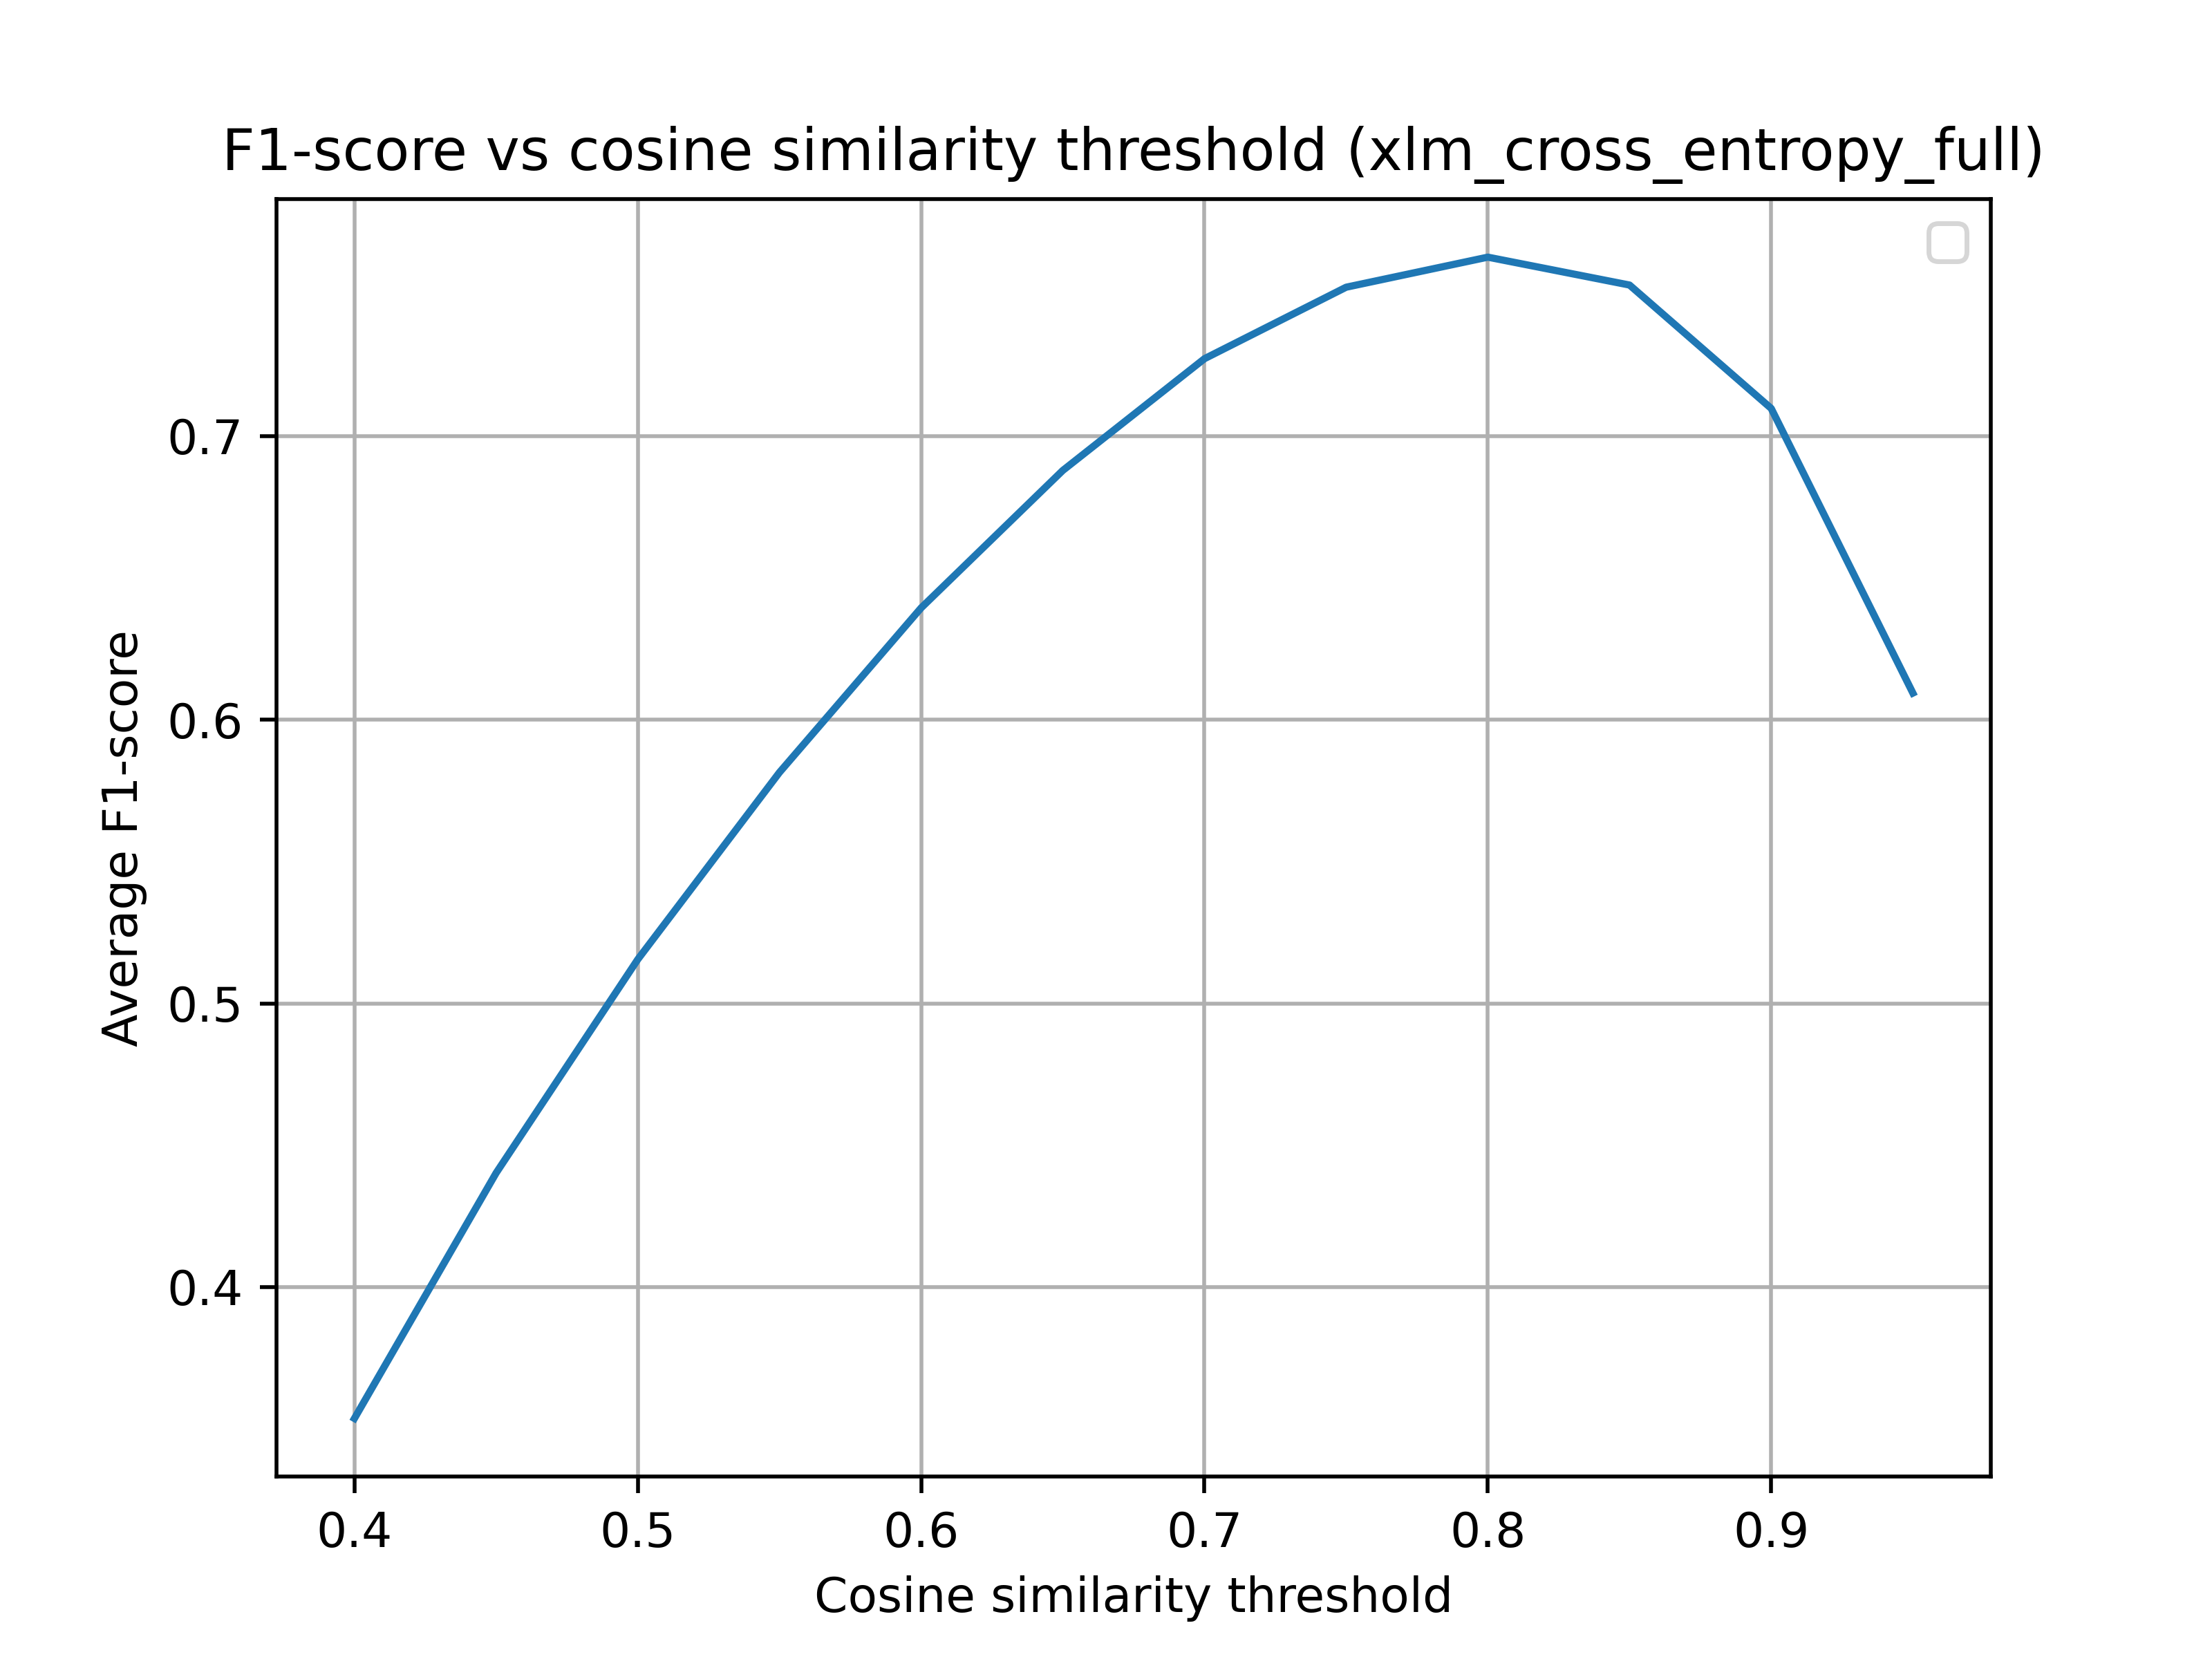 F1-score vs cosine similarity threshold (xlm_cross_entropy_full)
Average F1-score
0.7
0.6
0.5
0.4
0.4 0.5 0.6 0.7 0.8 0.9
Cosine similarity threshold